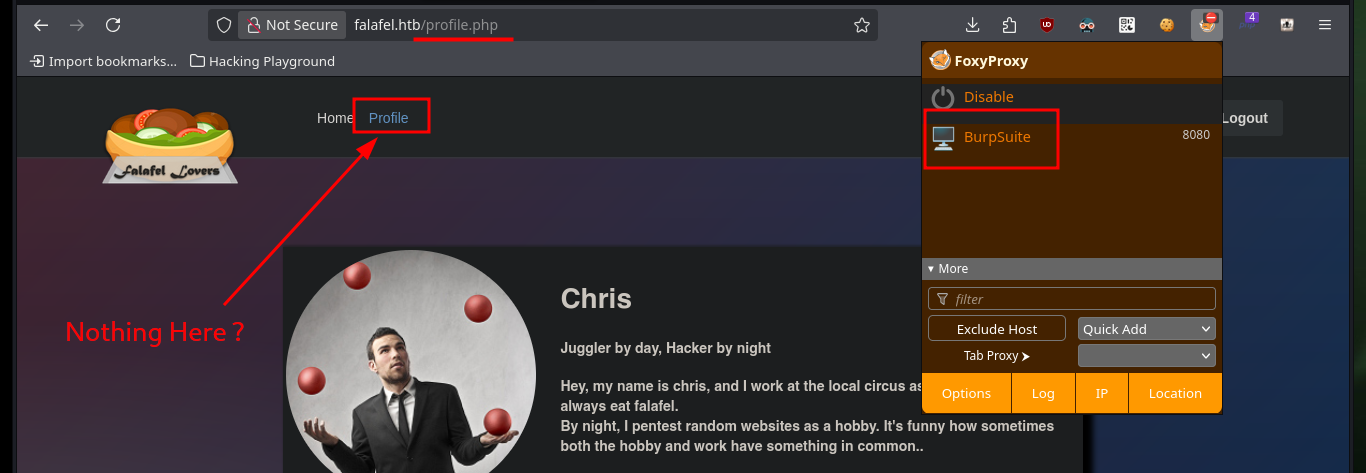 Not Secure falafel.htb/profile.php
4
Import bookmarks... Hacking Playground
FoxyProxy
Disable
BurpSuite 8080
More
filter
Exclude Host Quick Add
Tab Proxy
Options Log IP Location
Home Profile
Logout
Falafel Lovers
Nothing Here ?
Chris
Juggler by day, Hacker by night
Hey, my name is chris, and I work at the local circus as
always eat falafel.
By night, I pentest random websites as a hobby. It's funny how sometimes
both the hobby and work have something in common..